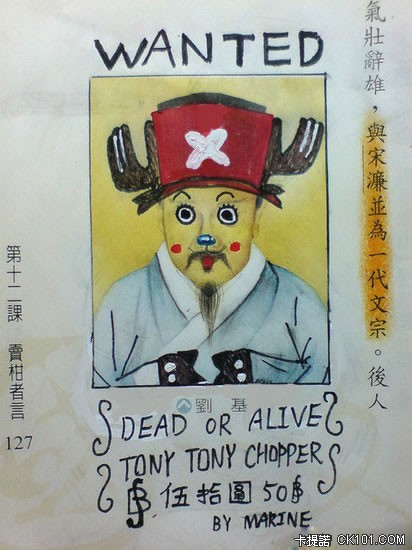 氣壯辭雄，與宋濂並為一代文宗。後人
WANTED
劉基
DEAD OR ALIVE
TONY TONY CHOPPER
伍拾圓 50฿
BY MARINE
第十二課 賣柑者言
127
卡提諾 CK101.COM